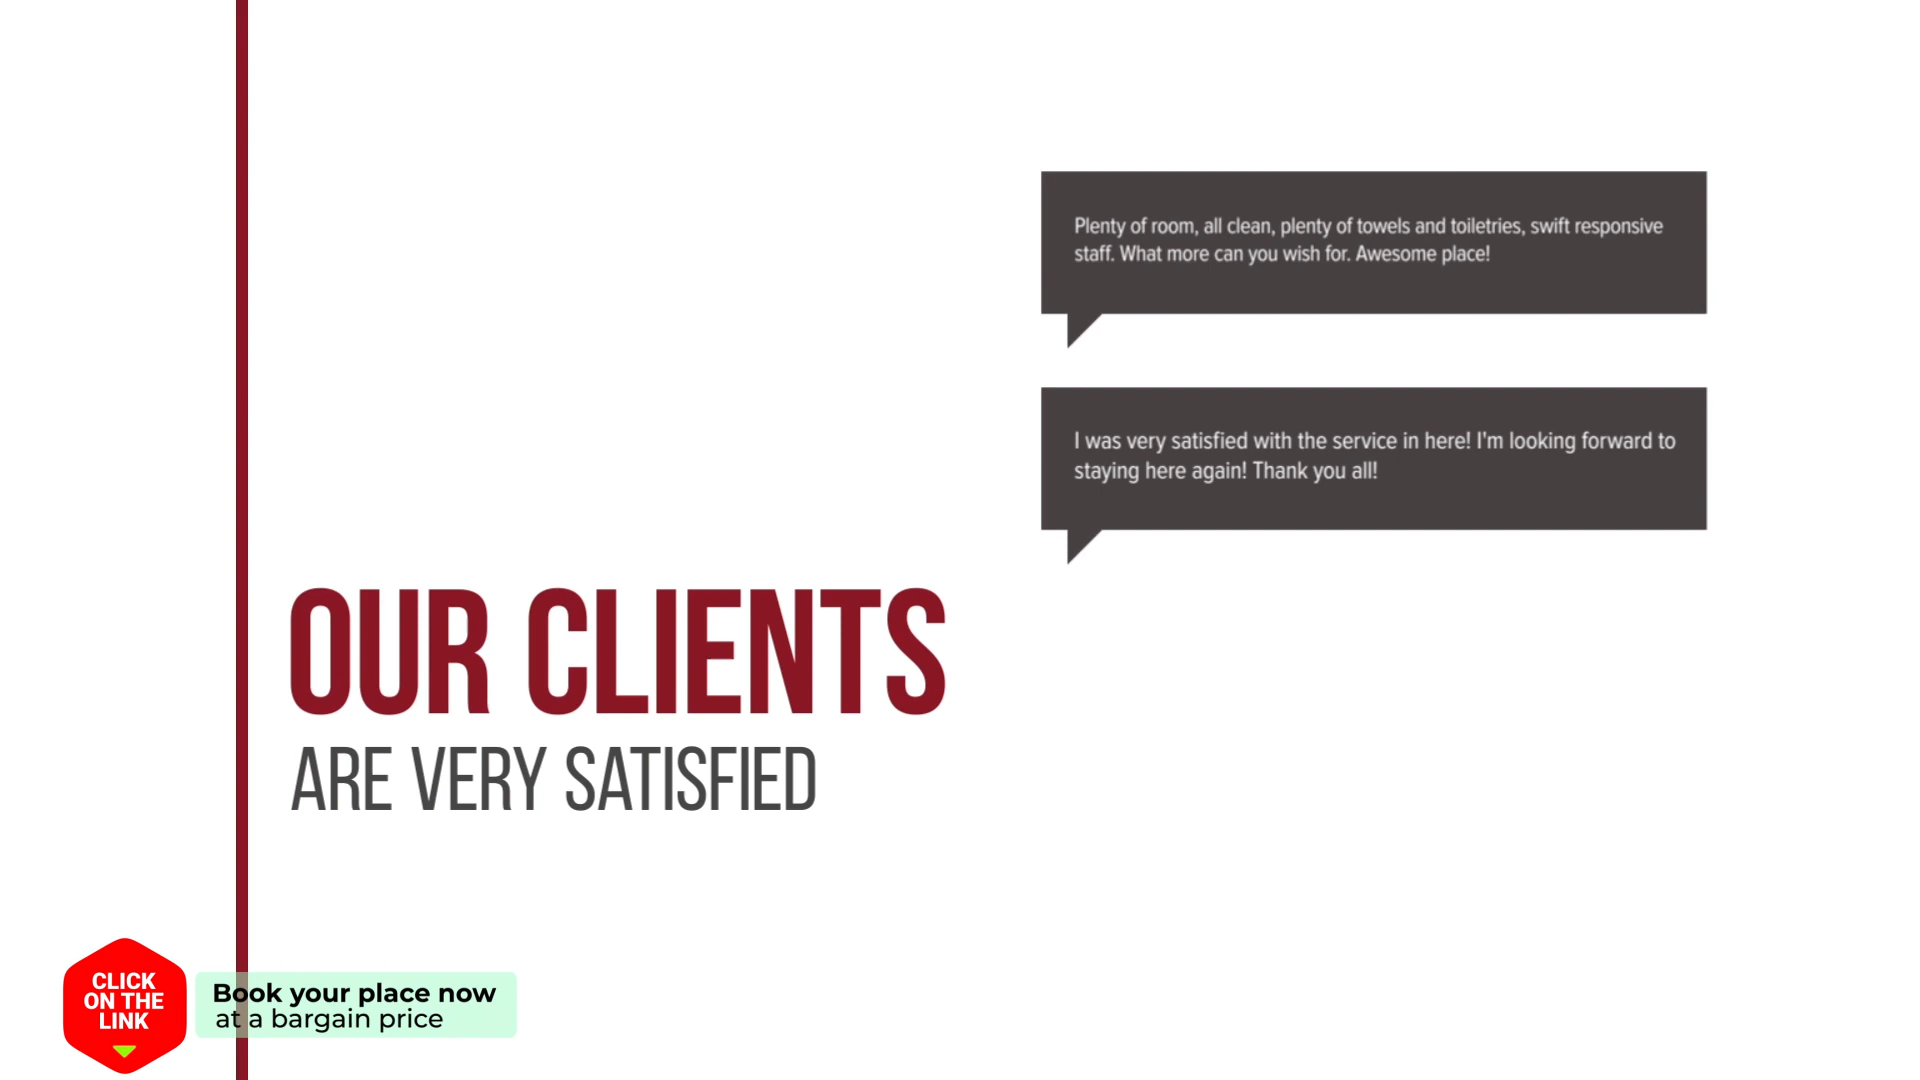 Plenty of room, all clean, plenty of towels and toiletries, swift responsive
staff. What more can you wish for. Awesome place!
I was very satisfied with the service in here! I'm looking forward to
staying here again! Thank you all!
OUR CLIENTS
ARE VERY SATISFIED
CLICK
ON THE
LINK
Book your place now
at a bargain price